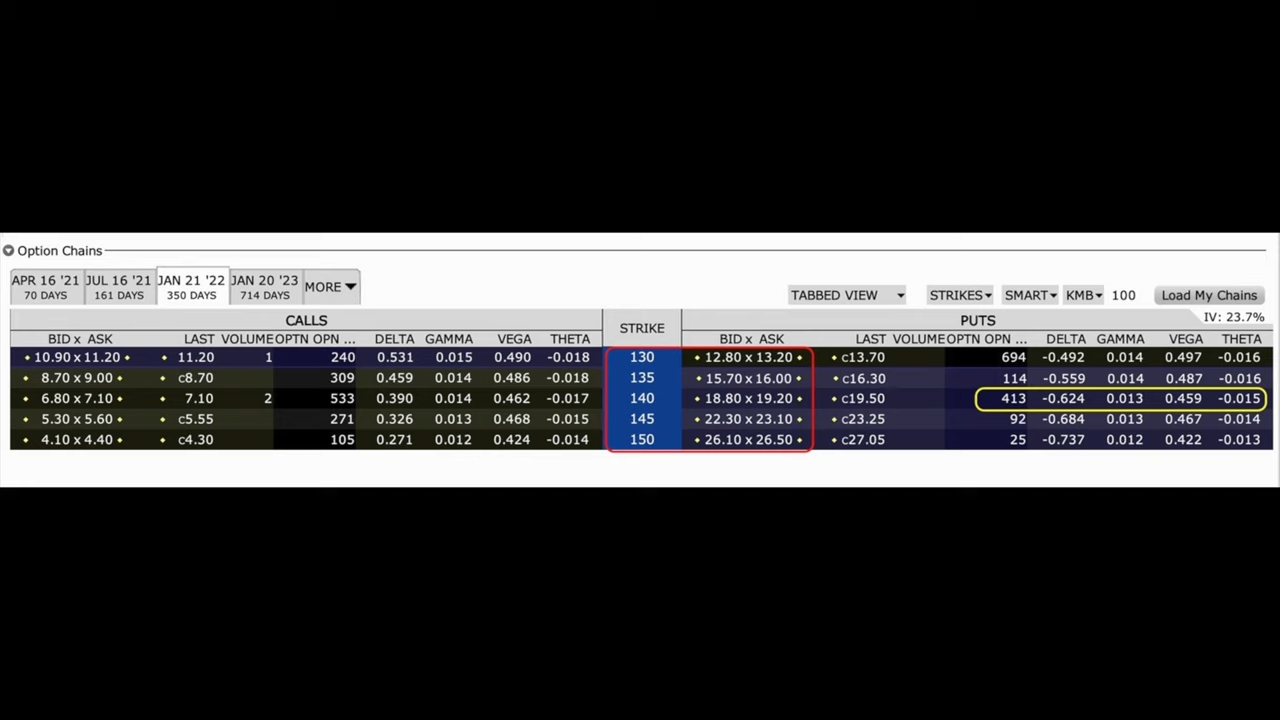 Option Chains
APR 16 '21 JUL 16 '21 JAN 21 '22 JAN 20 '23 MORE
70 DAYS 161 DAYS 350 DAYS 714 DAYS
TABBED VIEW STRIKES SMART KMB 100 Load My Chains
CALLS STRIKE PUTS IV: 23.7%
BID x ASK LAST VOLUME OPTN OPN ... DELTA GAMMA VEGA THETA BID x ASK LAST VOLUME OPTN OPN ... DELTA GAMMA VEGA THETA
10.90 x 11.20 11.20 1 240 0.531 0.015 0.490 -0.018 130 12.80 x 13.20 c13.70 694 -0.492 0.014 0.497 -0.016
8.70 x 9.00 c8.70 309 0.459 0.014 0.486 -0.018 135 15.70 x 16.00 c16.30 114 -0.559 0.014 0.487 -0.016
6.80 x 7.10 7.10 2 533 0.390 0.014 0.462 -0.017 140 18.80 x 19.20 c19.50 413 -0.624 0.013 0.459 -0.015
5.30 x 5.60 c5.55 271 0.326 0.013 0.468 -0.015 145 22.30 x 23.10 c23.25 92 -0.684 0.013 0.467 -0.014
4.10 x 4.40 c4.30 105 0.271 0.012 0.424 -0.014 150 26.10 x 26.50 c27.05 25 -0.737 0.012 0.422 -0.013